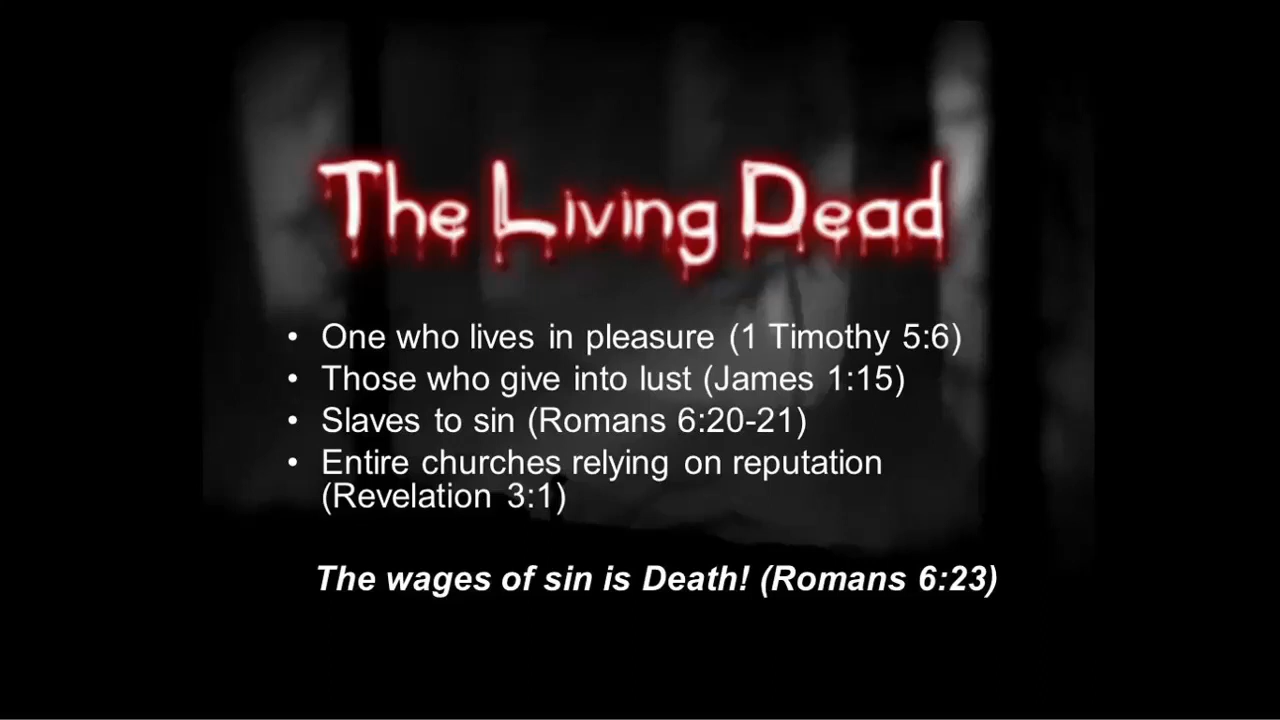 The Living Dead
• One who lives in pleasure (1 Timothy 5:6)
• Those who give into lust (James 1:15)
• Slaves to sin (Romans 6:20-21)
• Entire churches relying on reputation
(Revelation 3:1)
The wages of sin is Death! (Romans 6:23)